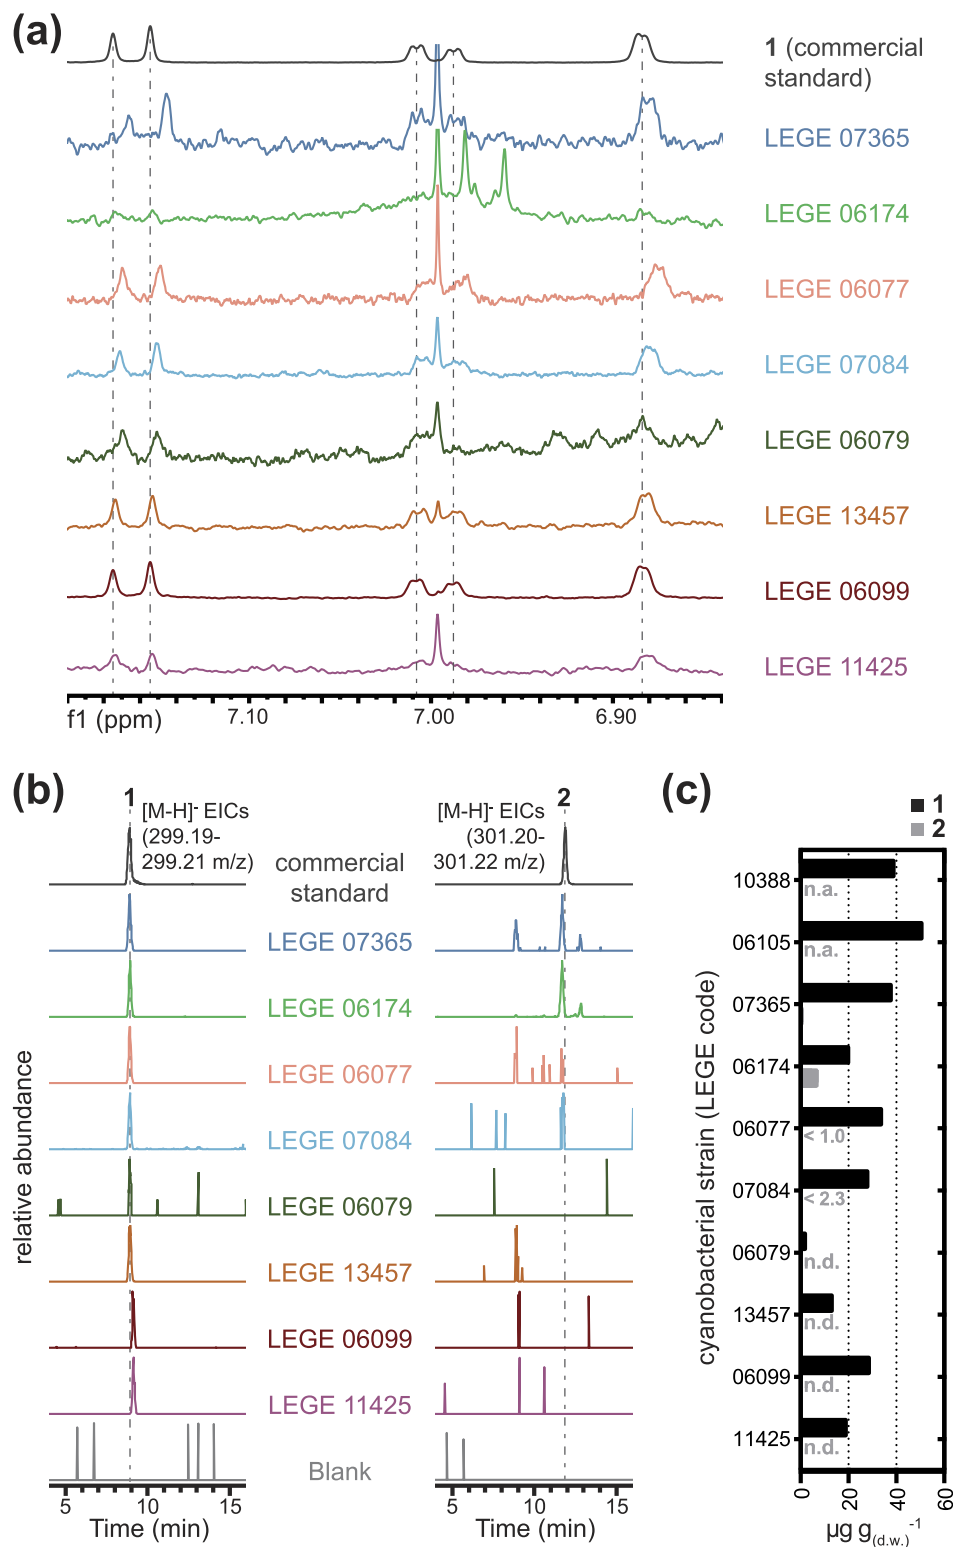 (a)
1 (commercial
standard)
LEGE 07365
LEGE 06174
LEGE 06077
LEGE 07084
LEGE 06079
LEGE 13457
LEGE 06099
LEGE 11425
f1 (ppm)
7.10
7.00
6.90
(b)
1
[M-H]⁻ EICs
(299.19-
299.21 m/z)
[M-H]⁻ EICs
(301.20-
301.22 m/z)
2
commercial
standard
LEGE 07365
LEGE 06174
LEGE 06077
LEGE 07084
LEGE 06079
LEGE 13457
LEGE 06099
LEGE 11425
Blank
relative abundance
5 10 15
Time (min)
5 10 15
Time (min)
(c)
1
2
cyanobacterial strain (LEGE code)
10388
n.a.
06105
n.a.
07365
06174
06077
< 1.0
07084
< 2.3
06079
n.d.
13457
n.d.
06099
n.d.
11425
n.d.
0 20 40 60
µg g(d.w.)⁻¹